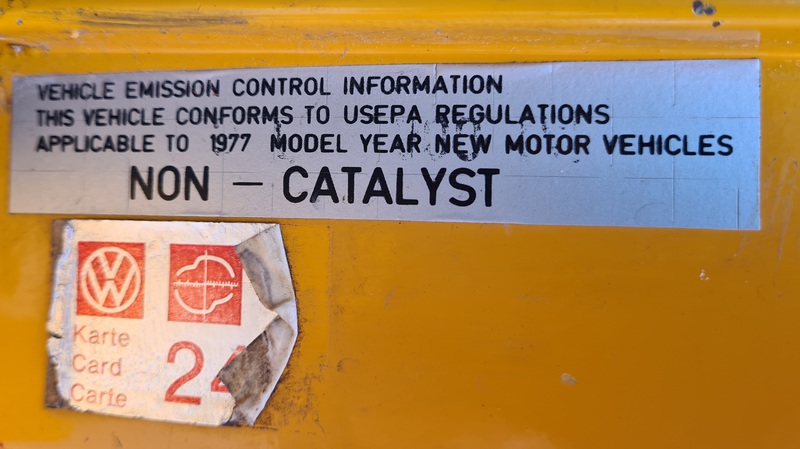 VEHICLE EMISSION CONTROL INFORMATION
THIS VEHICLE CONFORMS TO USEPA REGULATIONS
APPLICABLE TO 1977 MODEL YEAR NEW MOTOR VEHICLES
NON - CATALYST
Karte
Card
Carte
24